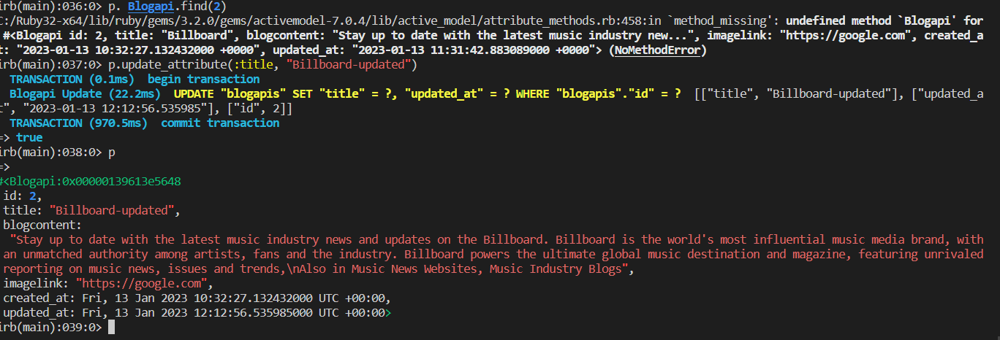 irb(main):036:0> p. Blogapi.find(2)
C:/Ruby32-x64/lib/ruby/gems/3.2.0/gems/activemodel-7.0.4/lib/active_model/attribute_methods.rb:458:in `method_missing': undefined method `Blogapi' for
#<Blogapi id: 2, title: "Billboard", blogcontent: "Stay up to date with the latest music industry new...", imagelink: "https://google.com", created_a
t: "2023-01-13 10:32:27.132432000 +0000", updated_at: "2023-01-13 11:31:42.883089000 +0000"> (NoMethodError)
irb(main):037:0> p.update_attribute(:title, "Billboard-updated")
TRANSACTION (0.1ms)  begin transaction
Blogapi Update (22.2ms)  UPDATE "blogapis" SET "title" = ?, "updated_at" = ? WHERE "blogapis"."id" = ?  [["title", "Billboard-updated"], ["updated_a
t", "2023-01-13 12:12:56.535985"], ["id", 2]]
TRANSACTION (970.5ms)  commit transaction
=> true
irb(main):038:0> p
=>
#<Blogapi:0x00000139613e5648
id: 2,
title: "Billboard-updated",
blogcontent:
"Stay up to date with the latest music industry news and updates on the Billboard. Billboard is the world's most influential music media brand, with
an unmatched authority among artists, fans and the industry. Billboard powers the ultimate global music destination and magazine, featuring unrivaled
reporting on music news, issues and trends,\nAlso in Music News Websites, Music Industry Blogs",
imagelink: "https://google.com",
created_at: Fri, 13 Jan 2023 10:32:27.132432000 UTC +00:00,
updated_at: Fri, 13 Jan 2023 12:12:56.535985000 UTC +00:00>
irb(main):039:0>